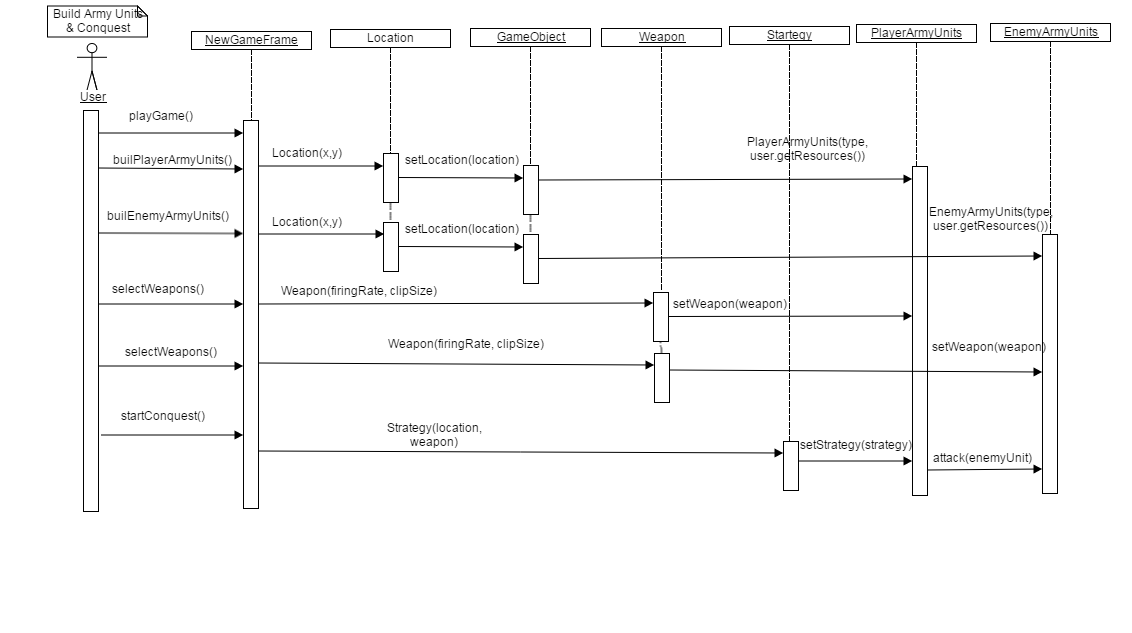 Build Army Units
& Conquest
User
NewGameFrame
Location
GameObject
Weapon
Startegy
PlayerArmyUnits
EnemyArmyUnits
playGame()
builPlayerArmyUnits()
Location(x,y)
setLocation(location)
PlayerArmyUnits(type,
user.getResources())
builEnemyArmyUnits()
Location(x,y)
setLocation(location)
EnemyArmyUnits(type,
user.getResources())
selectWeapons()
Weapon(firingRate, clipSize)
setWeapon(weapon)
selectWeapons()
Weapon(firingRate, clipSize)
setWeapon(weapon)
startConquest()
Strategy(location,
weapon)
setStrategy(strategy)
attack(enemyUnit)